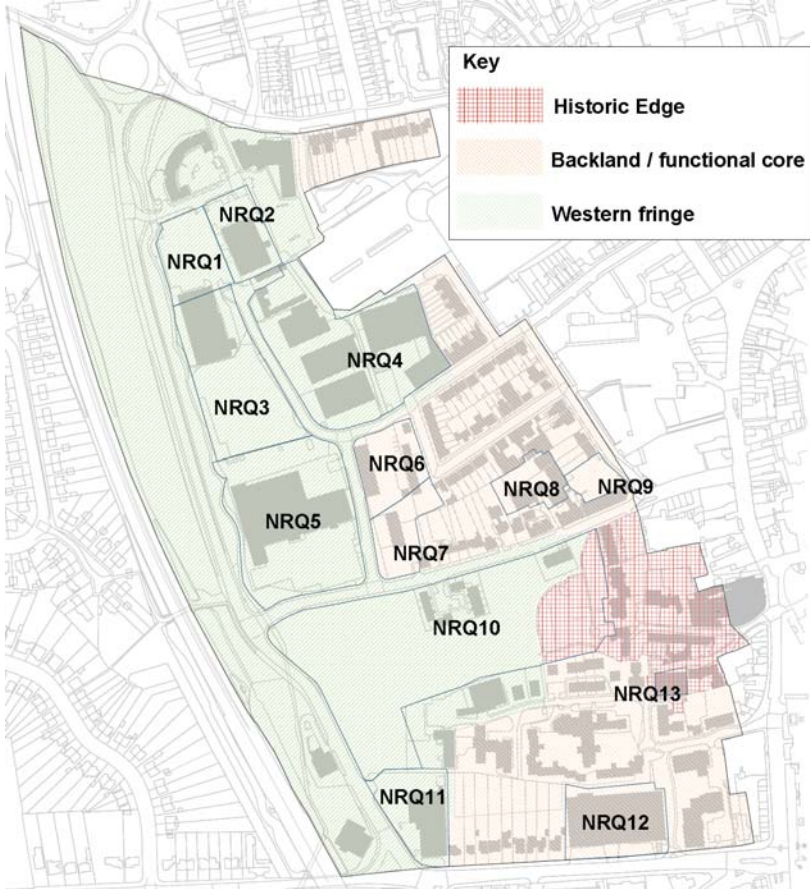 Key
Historic Edge
Backland / functional core
Western fringe
NRQ2
NRQ1
NRQ4
NRQ3
NRQ6
NRQ8
NRQ9
NRQ5
NRQ7
NRQ10
NRQ13
NRQ11
NRQ12